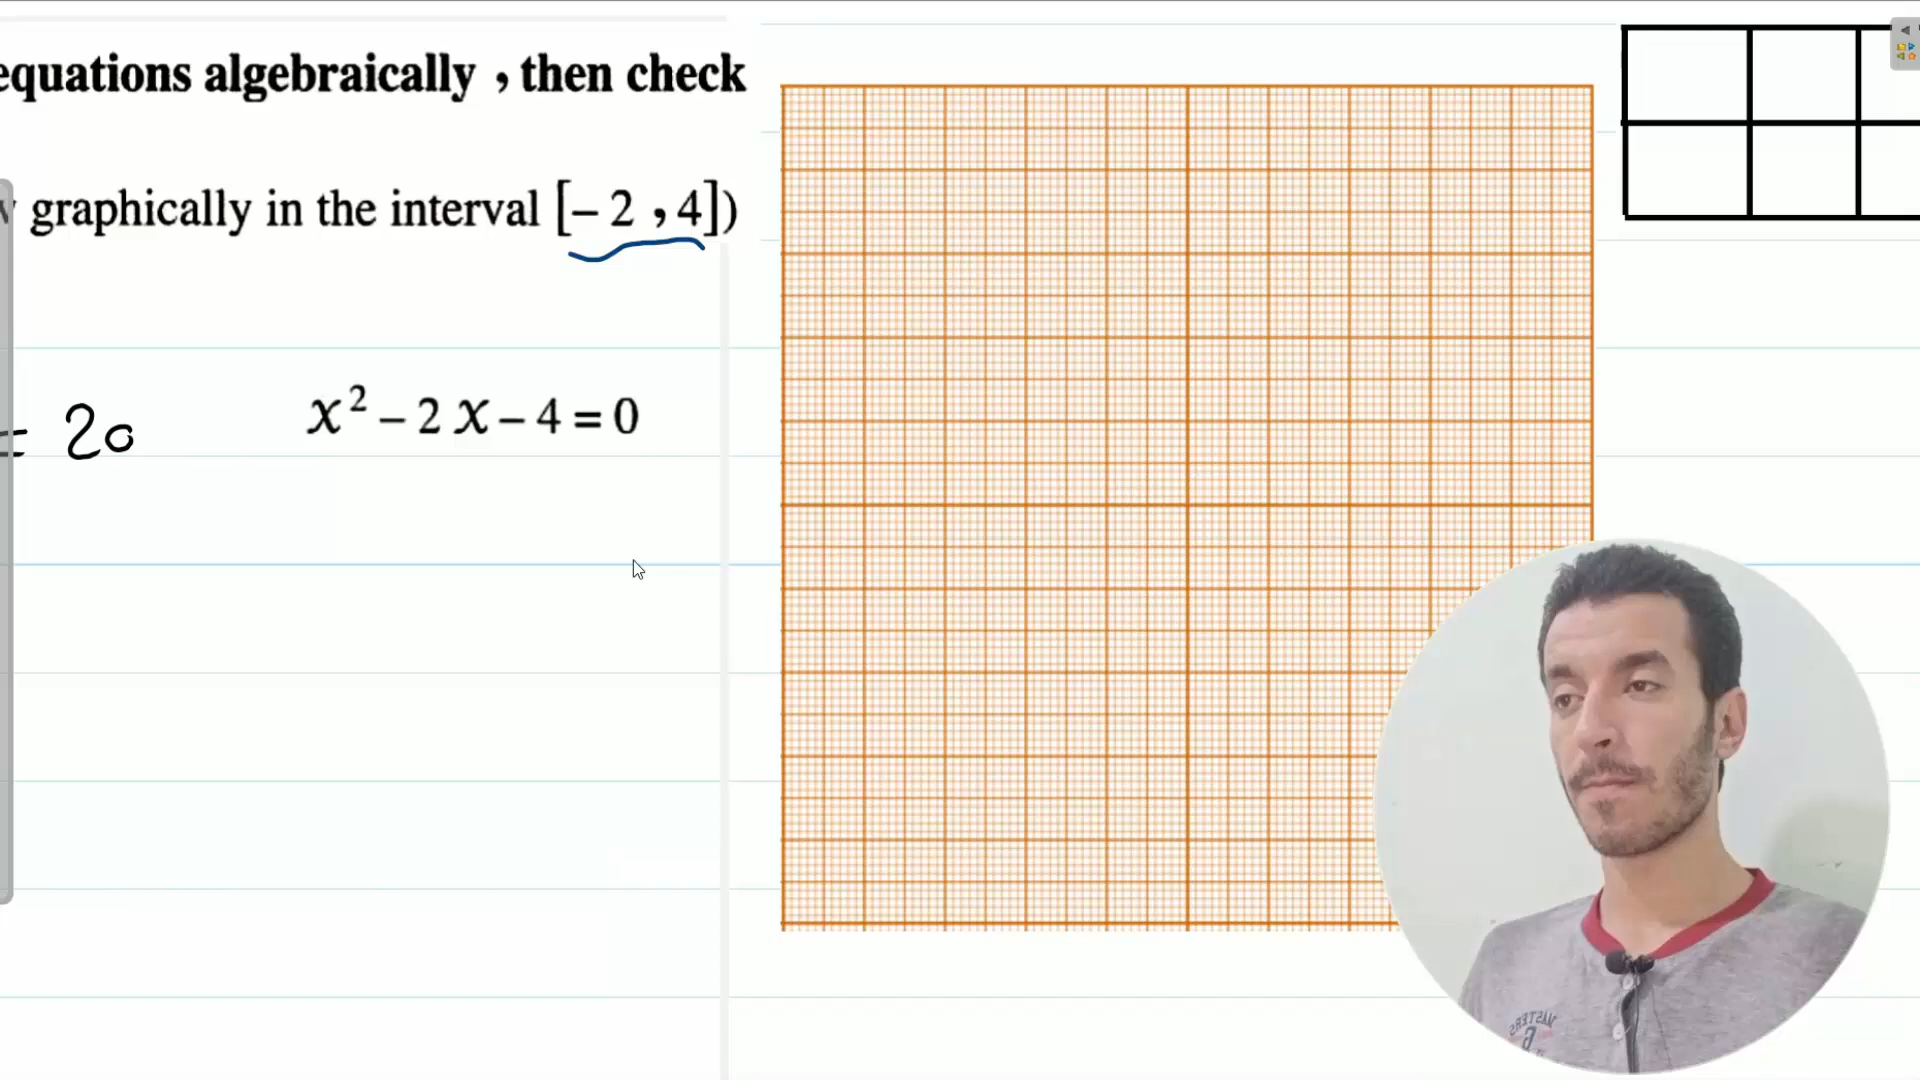 equations algebraically , then check
graphically in the interval [– 2 , 4])
= 20
x² – 2 x – 4 = 0